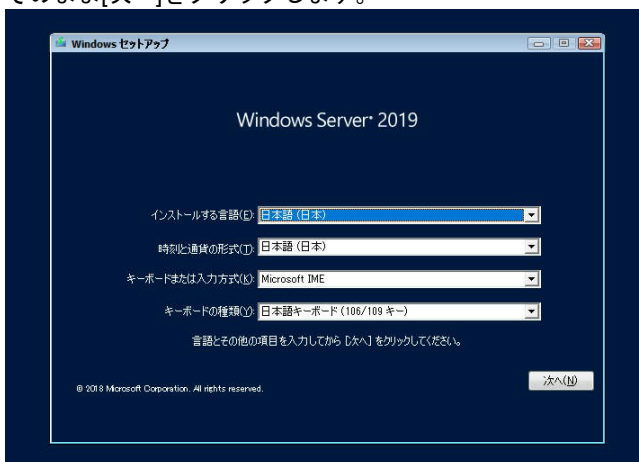 そのまま[次へ]をクリックします。
Windows セットアップ
Windows Server® 2019
インストールする言語(E): 日本語 (日本)
時刻と通貨の形式(T): 日本語 (日本)
キーボードまたは入力方式(K): Microsoft IME
キーボードの種類(Y): 日本語キーボード (106/109 キー)
言語とその他の項目を入力してから [次へ] をクリックしてください。
© 2018 Microsoft Corporation. All rights reserved.
次へ(N)